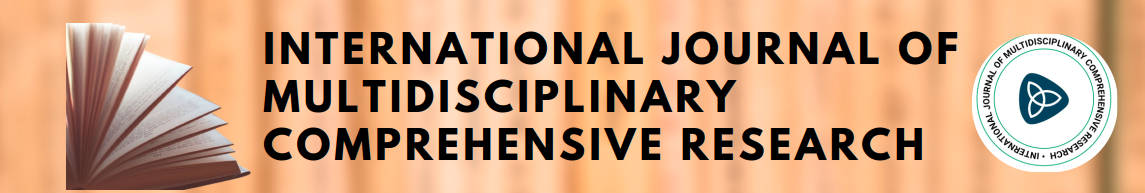 INTERNATIONAL JOURNAL OF
MULTIDISCIPLINARY
COMPREHENSIVE RESEARCH
INTERNATIONAL JOURNAL OF MULTIDISCIPLINARY COMPREHENSIVE RESEARCH •